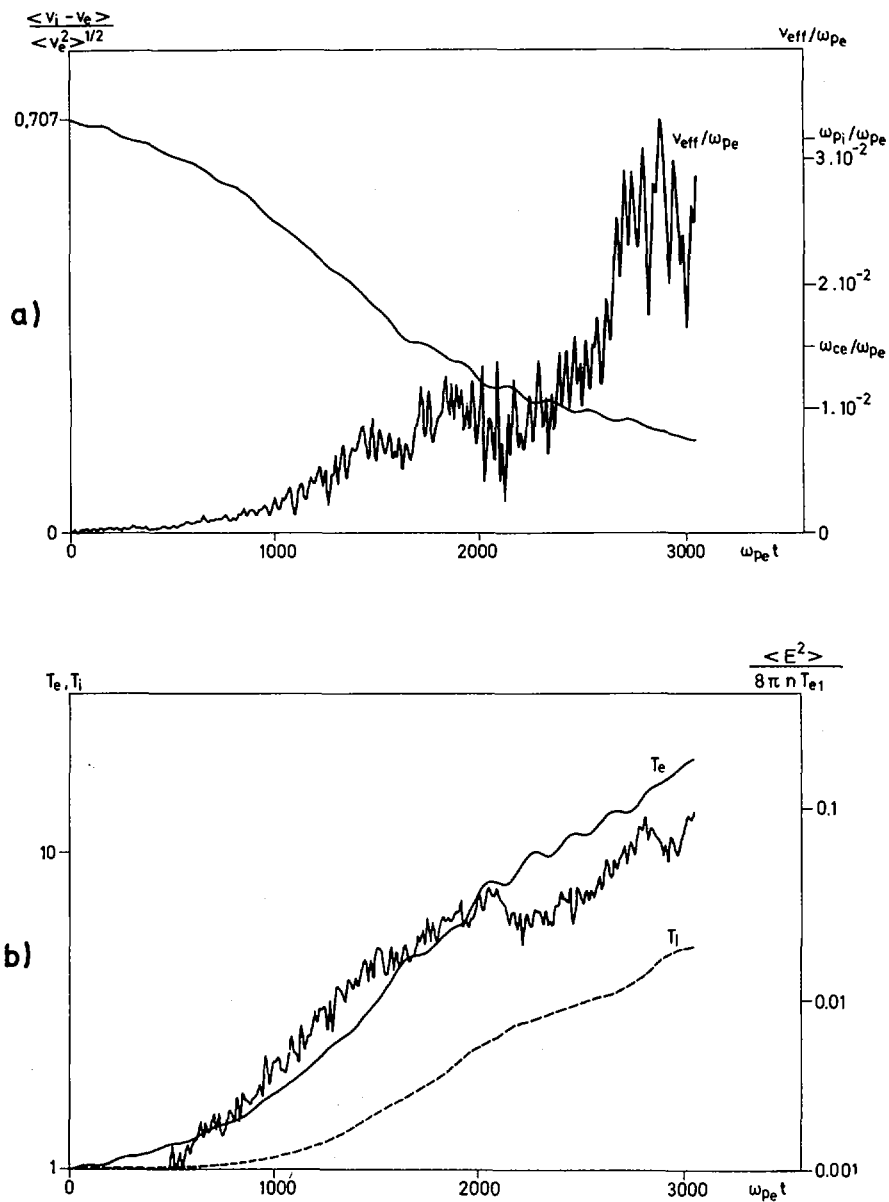 <v_i - v_e>
<v_e^2>^1/2
ν_eff/ω_pe
0,707
ν_eff/ω_pe
ω_pi/ω_pe
3.10^-2
2.10^-2
a)
ω_ce/ω_pe
1.10^-2
0
0
0
1000
2000
3000
ω_pe t
<E^2>
8π n T_e1
T_e, T_i
T_e
0.1
10
T_i
b)
0.01
1
0.001
0
1000
2000
3000
ω_pe t